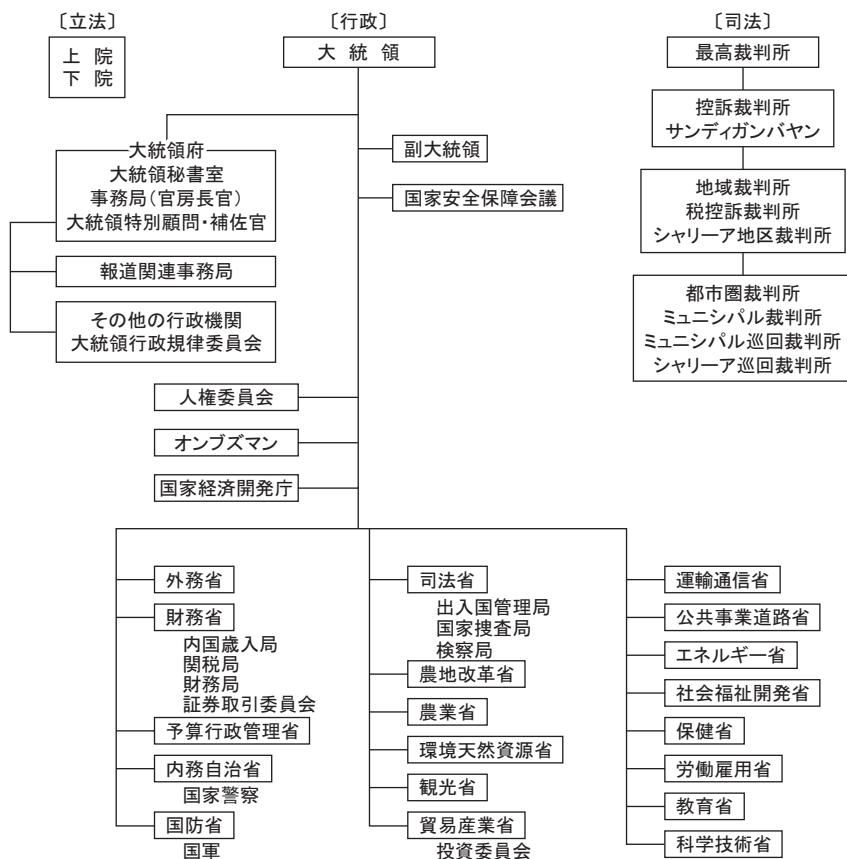 〔立法〕
上 院
下 院
〔行政〕
大 統 領
大統領府
大統領秘書室
事務局（官房長官）
大統領特別顧問・補佐官
報道関連事務局
その他の行政機関
大統領行政規律委員会
副大統領
国家安全保障会議
人権委員会
オンブズマン
国家経済開発庁
〔司法〕
最高裁判所
控訴裁判所
サンディガンバヤン
地域裁判所
税控訴裁判所
シャリーア地区裁判所
都市圏裁判所
ミュニシパル裁判所
ミュニシパル巡回裁判所
シャリーア巡回裁判所
外務省
財務省
内国歳入局
関税局
財務局
証券取引委員会
予算行政管理省
内務自治省
国家警察
国防省
国軍
司法省
出入国管理局
国家捜査局
検察局
農地改革省
農業省
環境天然資源省
観光省
貿易産業省
投資委員会
運輸通信省
公共事業道路省
エネルギー省
社会福祉開発省
保健省
労働雇用省
教育省
科学技術省